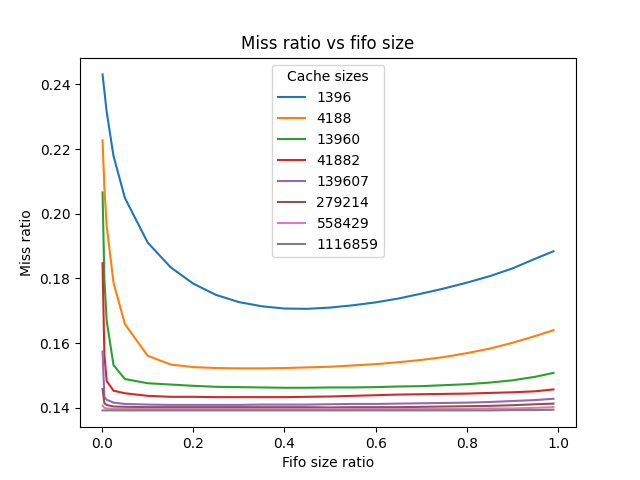 Miss ratio vs fifo size
Miss ratio
0.24
0.22
0.20
0.18
0.16
0.14
Cache sizes
1396
4188
13960
41882
139607
279214
558429
1116859
0.0 0.2 0.4 0.6 0.8 1.0
Fifo size ratio